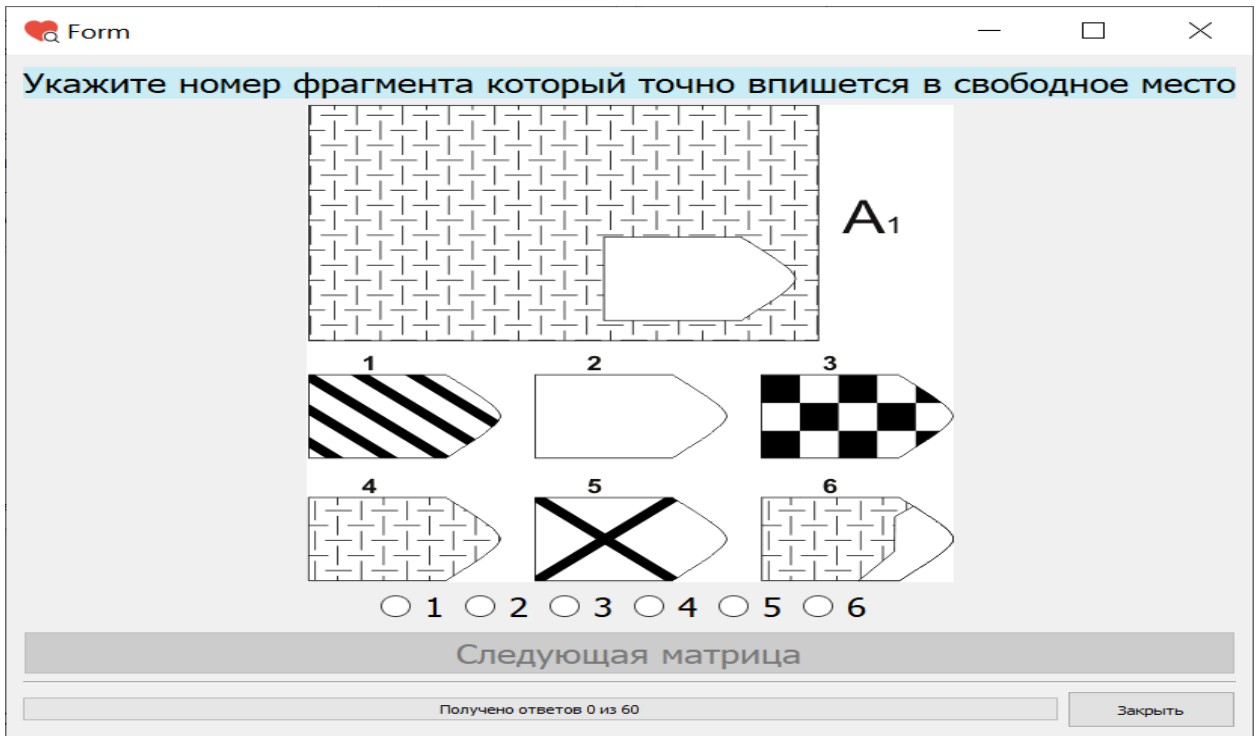 Form
Укажите номер фрагмента который точно впишется в свободное место
A1
1 2 3
4 5 6
1 2 3 4 5 6
Следующая матрица
Получено ответов 0 из 60
Закрыть